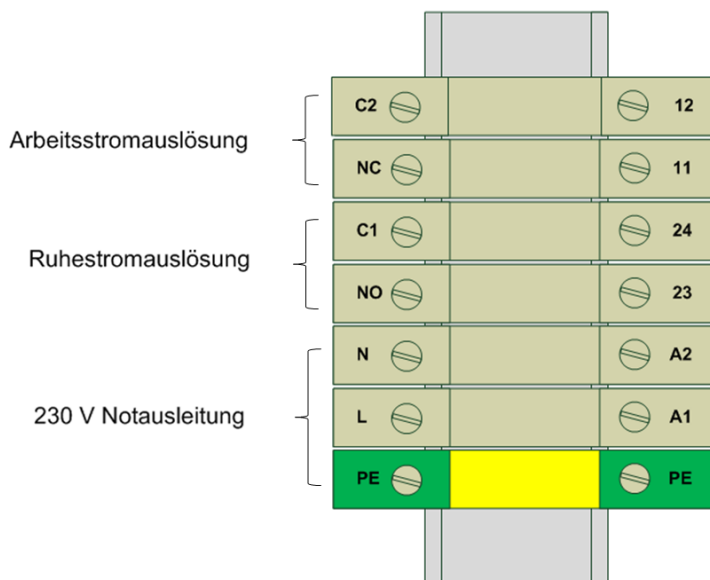 C2 12
Arbeitsstromauslösung
NC 11
C1 24
Ruhestromauslösung
NO 23
N A2
230 V Notausleitung
L A1
PE PE